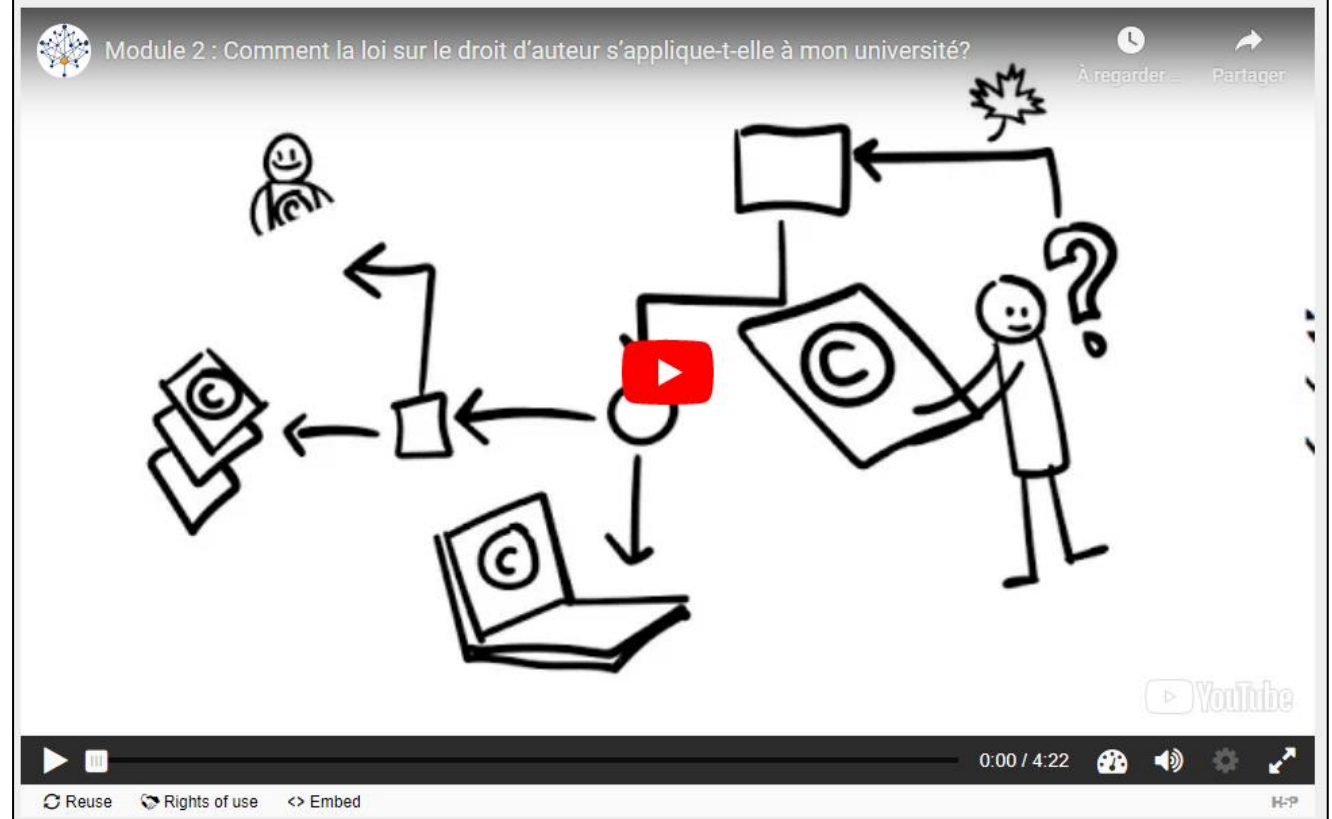 Module 2 : Comment la loi sur le droit d’auteur s’applique-t-elle à mon université?
À regarder ...
Partager
©
©
?
©
©
YouTube
0:00 / 4:22
Reuse
Rights of use
<> Embed
H-P